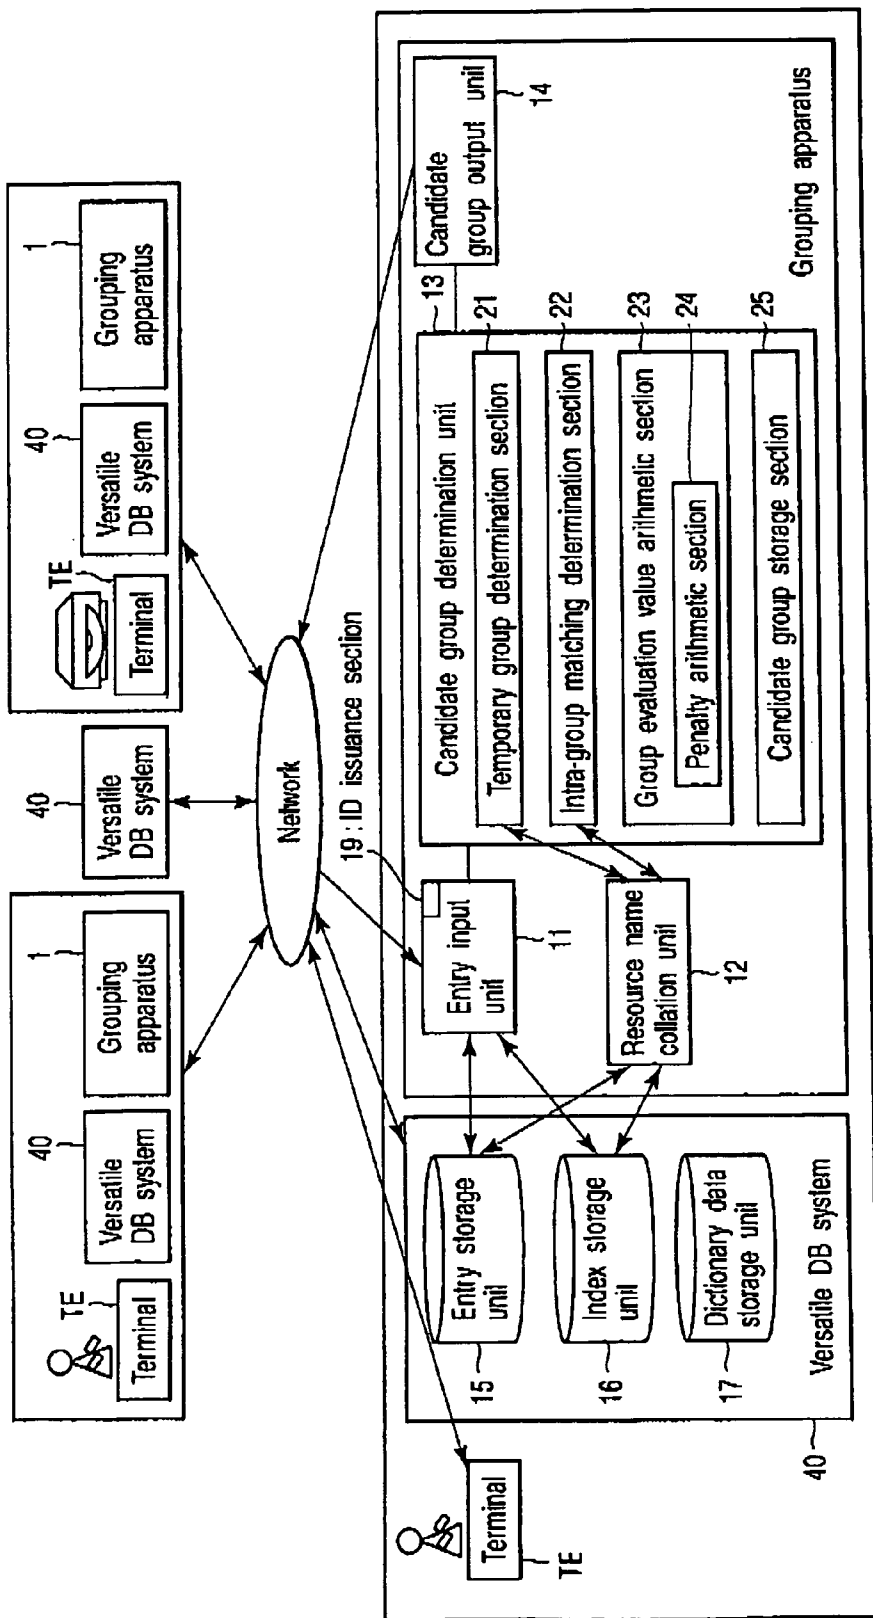 TE
Terminal
40
Versatile
DB system
1
Grouping
apparatus
40
Versatile
DB system
TE
Terminal
40
Versatile
DB system
1
Grouping
apparatus
Network
Terminal
TE
40
Entry storage
unit
15
Index storage
unit
16
Dictionary data
storage unit
17
Versatile DB system
19 : ID issuance section
Entry input
unit
11
Resource name
collation unit
12
13
Candidate group determination unit
Temporary group determination section
21
Intra-group matching determination section
22
Group evaluation value arithmetic section
23
Penalty arithmetic section
24
Candidate group storage section
25
Candidate
group output unit
14
Grouping apparatus